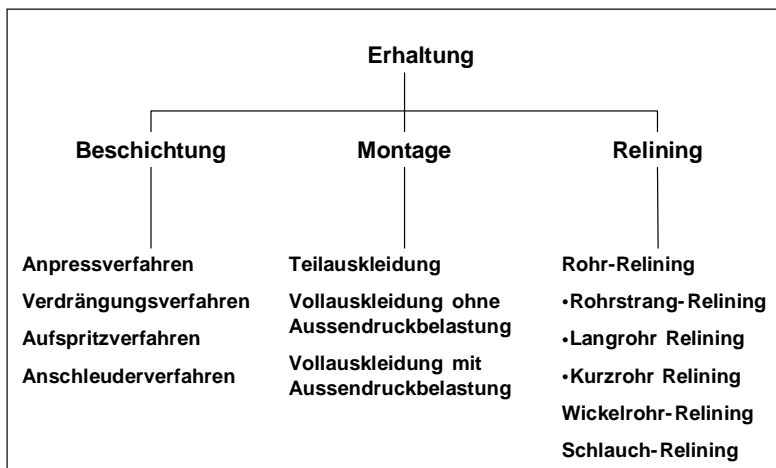 Erhaltung
Beschichtung
Montage
Relining
Anpressverfahren
Verdrängungsverfahren
Aufspritzverfahren
Anschleuderverfahren
Teilauskleidung
Vollauskleidung ohne
Aussendruckbelastung
Vollauskleidung mit
Aussendruckbelastung
Rohr-Relining
•Rohrstrang-Relining
•Langrohr Relining
•Kurzrohr Relining
Wickelrohr-Relining
Schlauch-Relining